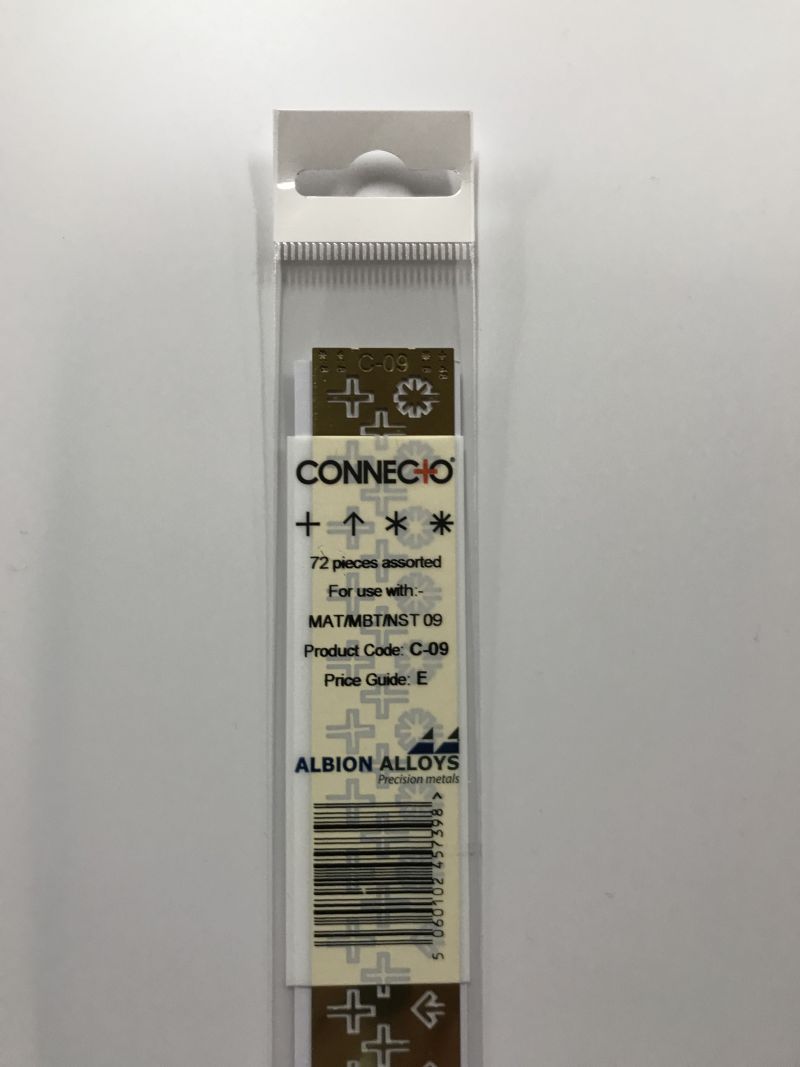 C-09
CONNECTO®
72 pieces assorted
For use with:-
MAT/MBT/NST 09
Product Code: C-09
Price Guide: E
ALBION ALLOYS
Precision metals
5 060102 457398 >